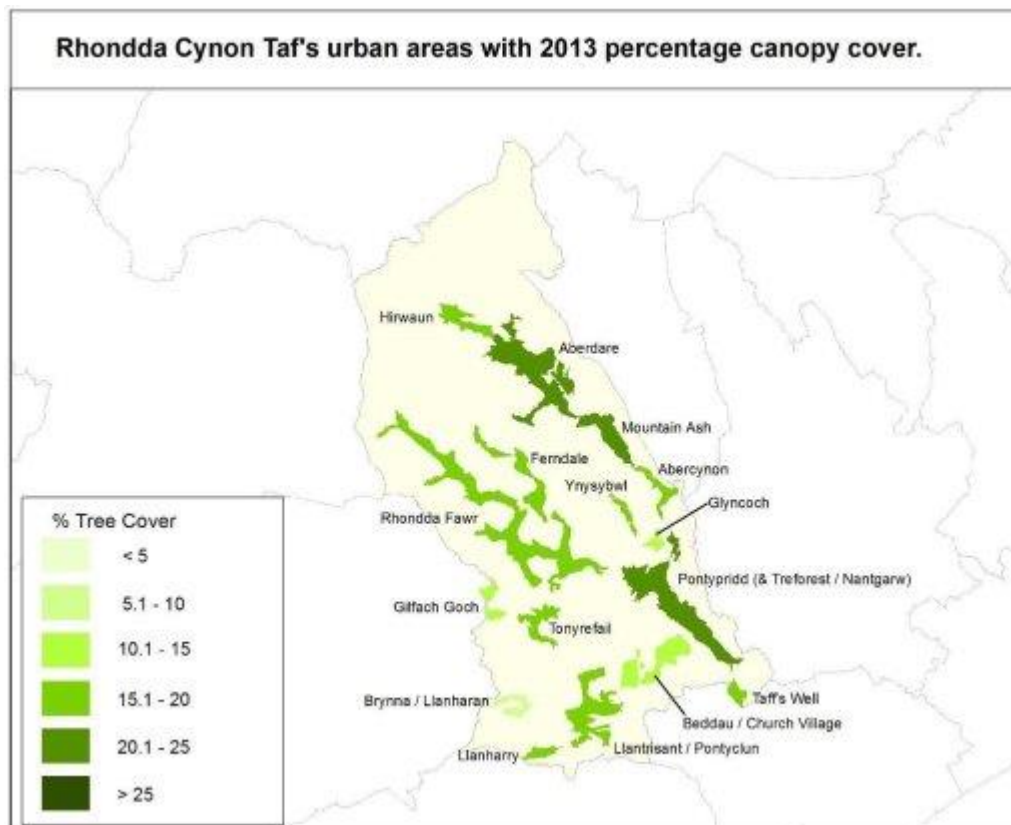 Rhondda Cynon Taf's urban areas with 2013 percentage canopy cover.
Hirwaun
Aberdare
Mountain Ash
Ferndale
Abercynon
Ynysybwl
Glyncoch
Rhondda Fawr
Pontypridd (& Treforest / Nantgarw)
Gilfach Goch
Tonyrefail
Brynna / Llanharan
Taff's Well
Beddau / Church Village
Llanharry
Llantrisant / Pontyclun
% Tree Cover
< 5
5.1 - 10
10.1 - 15
15.1 - 20
20.1 - 25
> 25